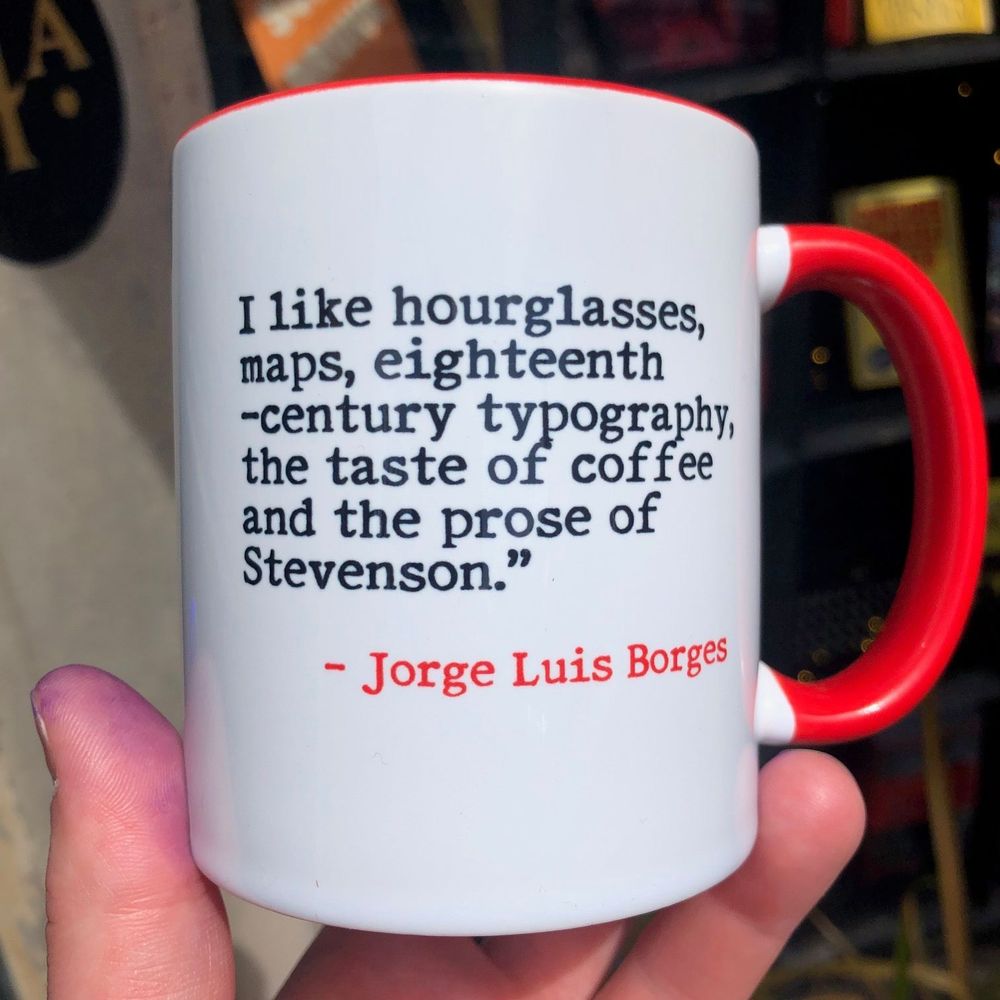 I like hourglasses,
maps, eighteenth
-century typography,
the taste of coffee
and the prose of
Stevenson.”
- Jorge Luis Borges